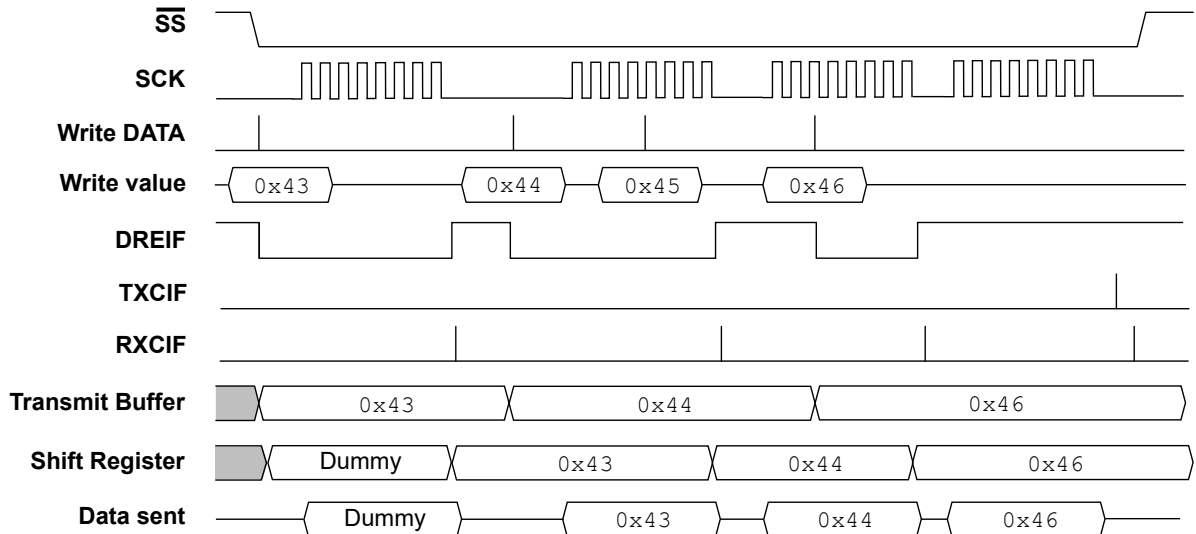 SS
SCK
Write DATA
Write value 0x43 0x44 0x45 0x46
DREIF
TXCIF
RXCIF
Transmit Buffer 0x43 0x44 0x46
Shift Register Dummy 0x43 0x44 0x46
Data sent Dummy 0x43 0x44 0x46